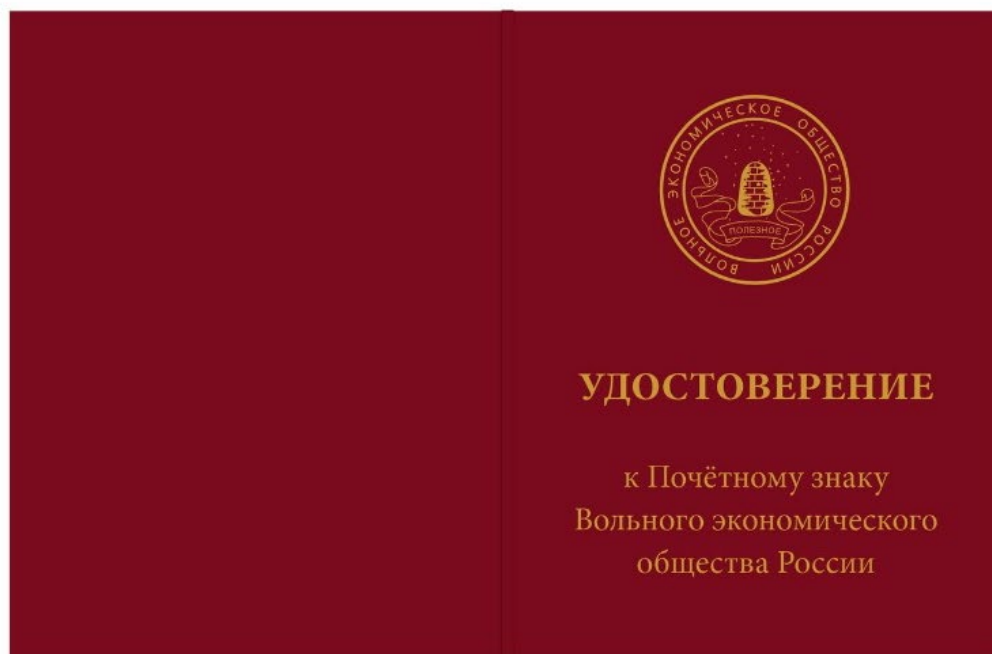 ВОЛЬНОЕ ЭКОНОМИЧЕСКОЕ ОБЩЕСТВО РОССИИ
ПОЛЕЗНОЕ
УДОСТОВЕРЕНИЕ
к Почётному знаку
Вольного экономического
общества России